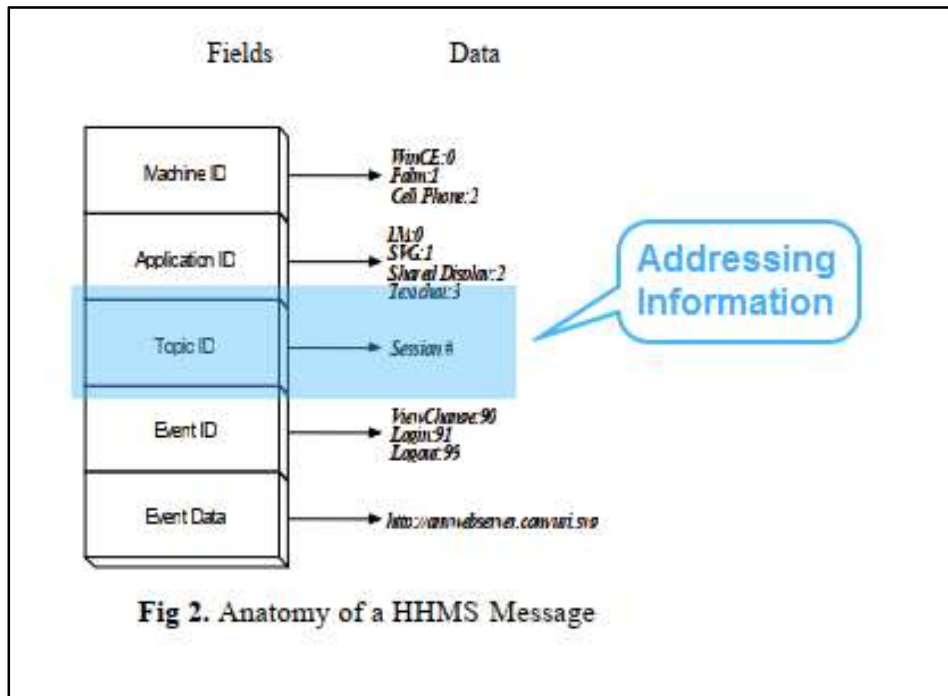 Fields Data
Machine ID
WinCE:0
Palm:1
Cell Phone:2
Application ID
IM:0
SVG:1
Shared Display:2
Textchat:3
Addressing
Information
Topic ID
Session #
Event ID
ViewChange:90
Login:91
Logout:95
Event Data
Fig 2. Anatomy of a HHMS Message